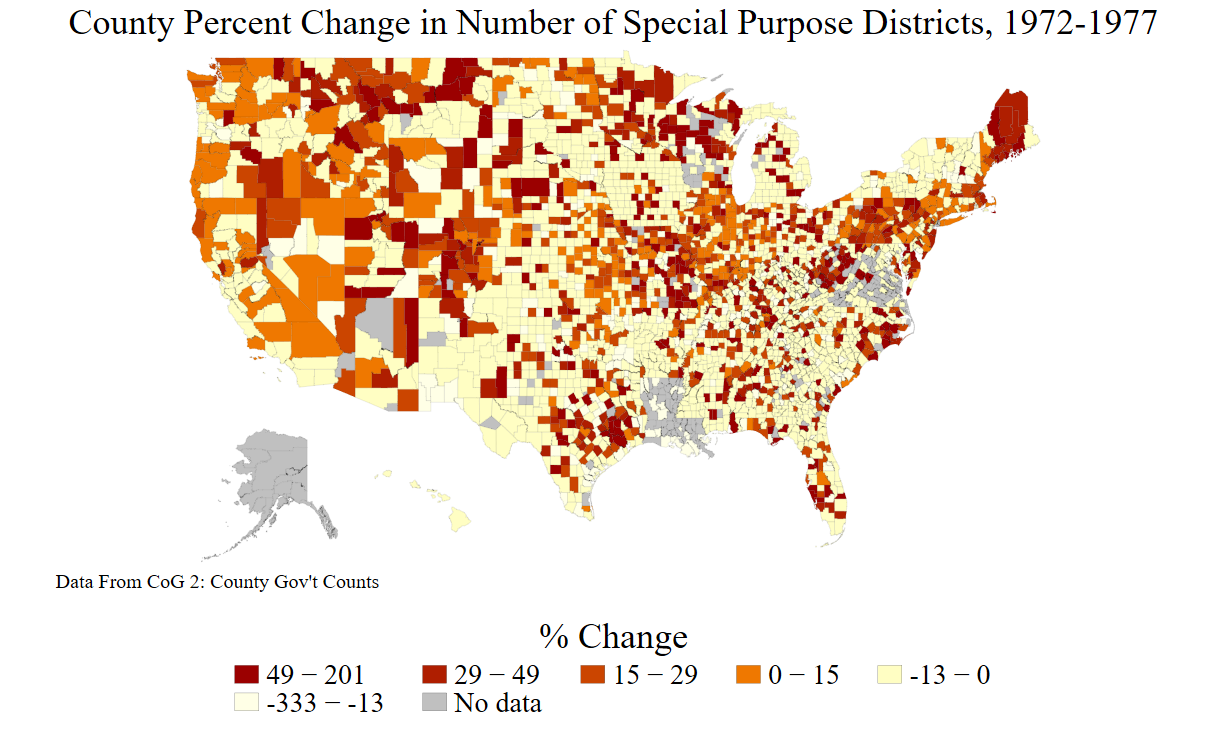 County Percent Change in Number of Special Purpose Districts, 1972-1977
Data From CoG 2: County Gov't Counts
% Change
49 − 201 29 − 49 15 − 29 0 − 15 -13 − 0
-333 − -13 No data